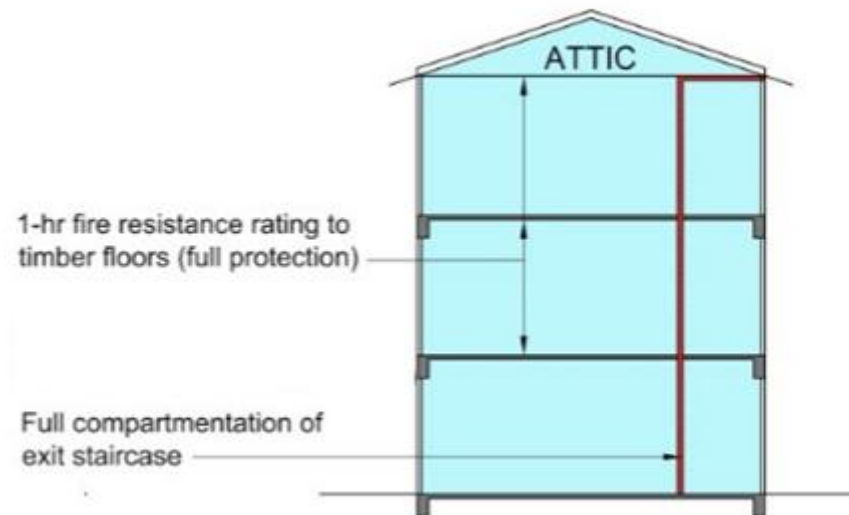 ATTIC
1-hr fire resistance rating to
timber floors (full protection)
Full compartmentation of
exit staircase